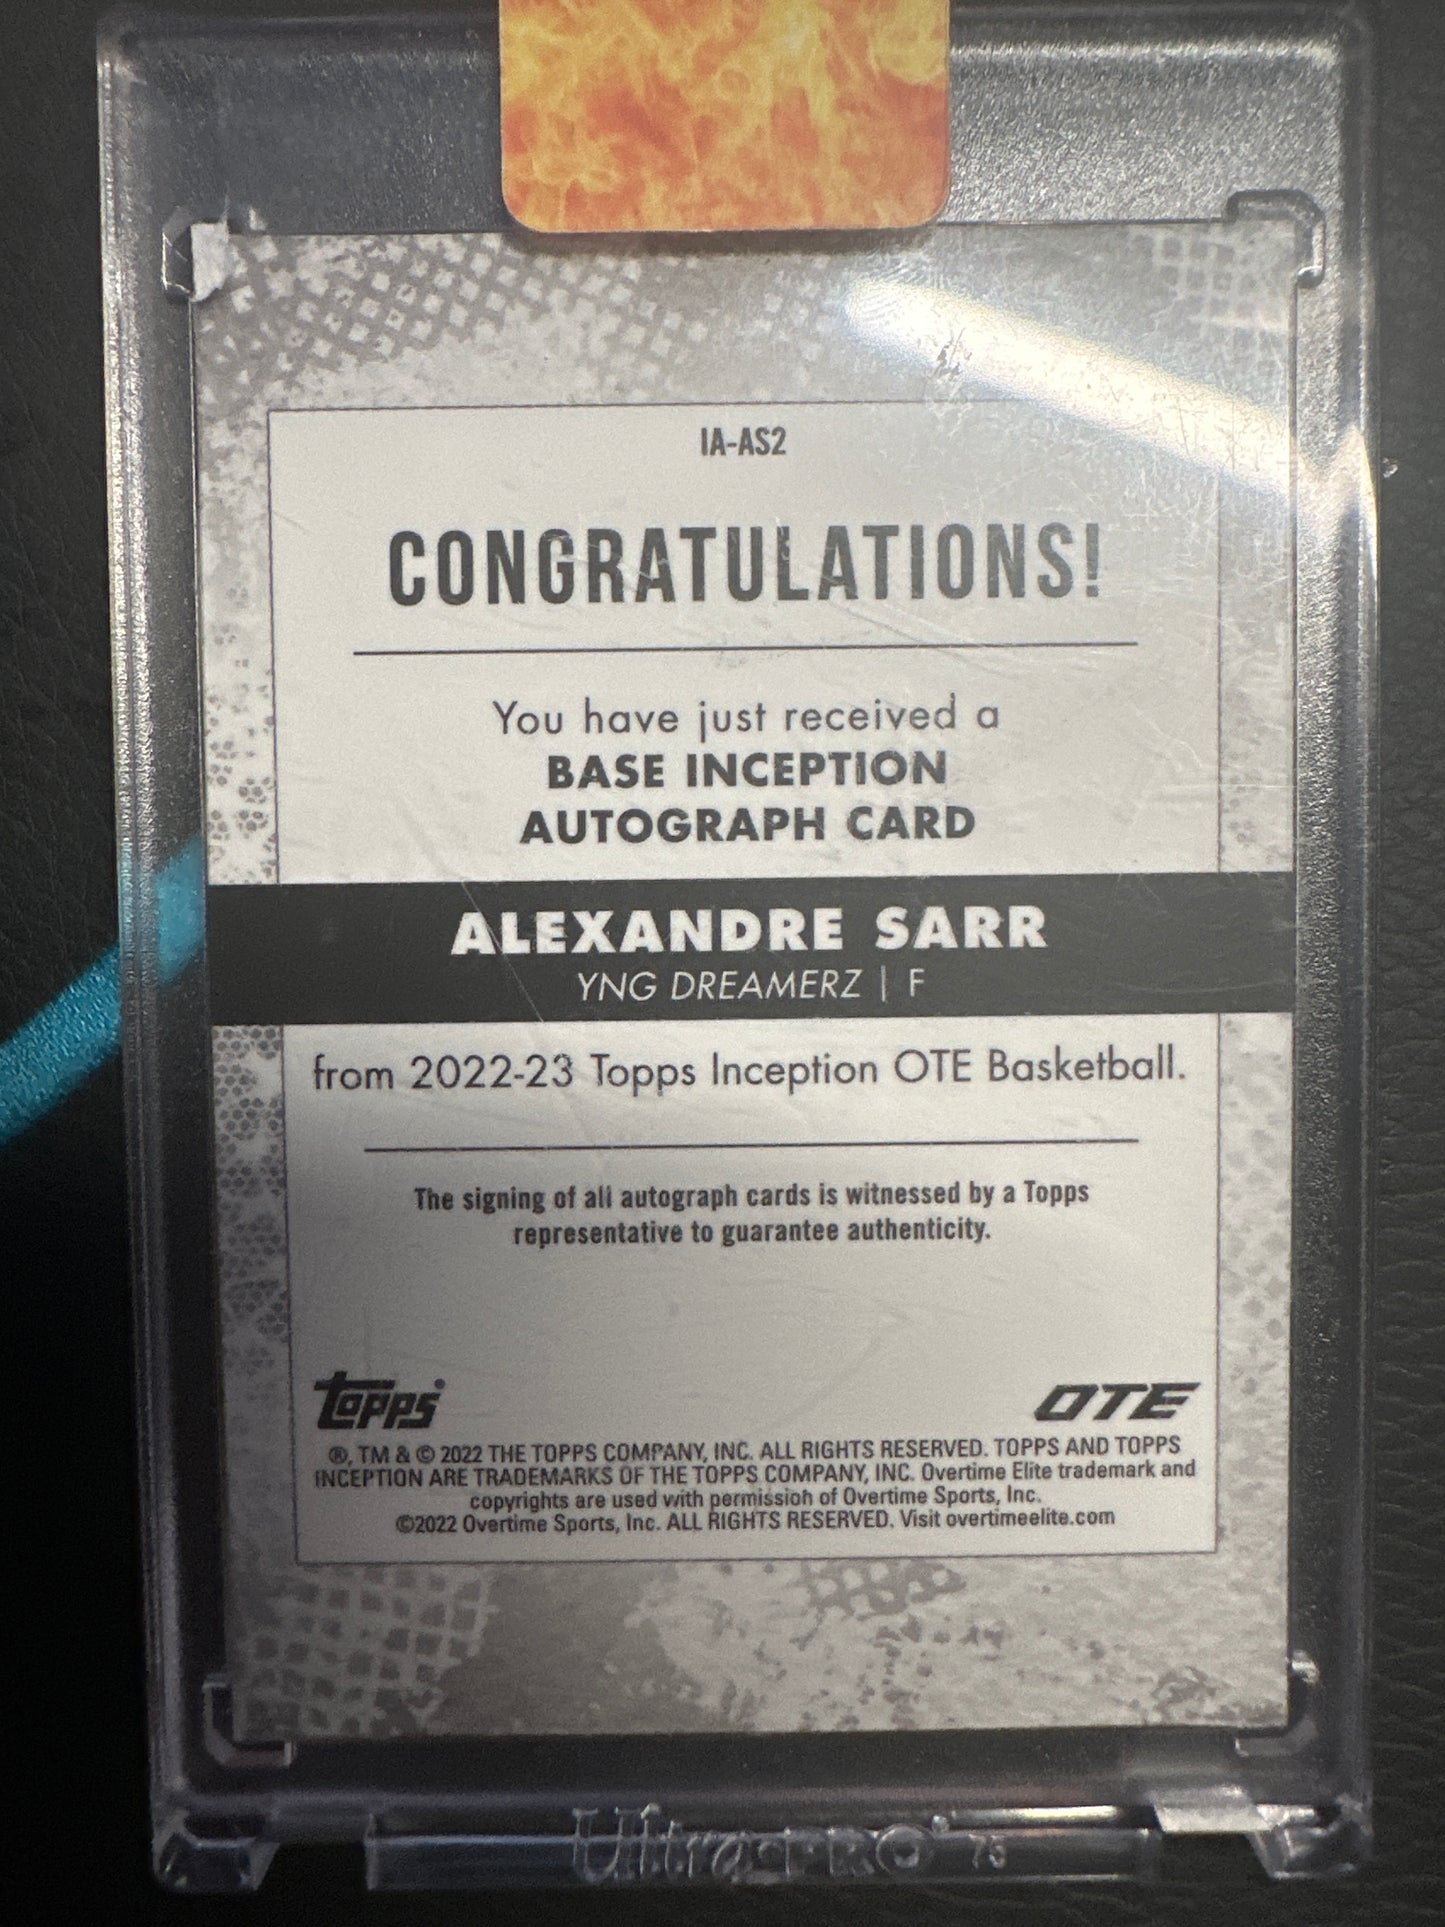 IA-AS2
CONGRATULATIONS!
You have just received a
BASE INCEPTION
AUTOGRAPH CARD
ALEXANDRE SARR
YNG DREAMERZ | F
from 2022-23 Topps Inception OTE Basketball.
The signing of all autograph cards is witnessed by a Topps
representative to guarantee authenticity.
topps OTE
®, TM & © 2022 THE TOPPS COMPANY, INC. ALL RIGHTS RESERVED. TOPPS AND TOPPS
INCEPTION ARE TRADEMARKS OF THE TOPPS COMPANY, INC. Overtime Elite trademark and
copyrights are used with permission of Overtime Sports, Inc.
©2022 Overtime Sports, Inc. ALL RIGHTS RESERVED. Visit overtimeelite.com
Ultra•PRO® 75